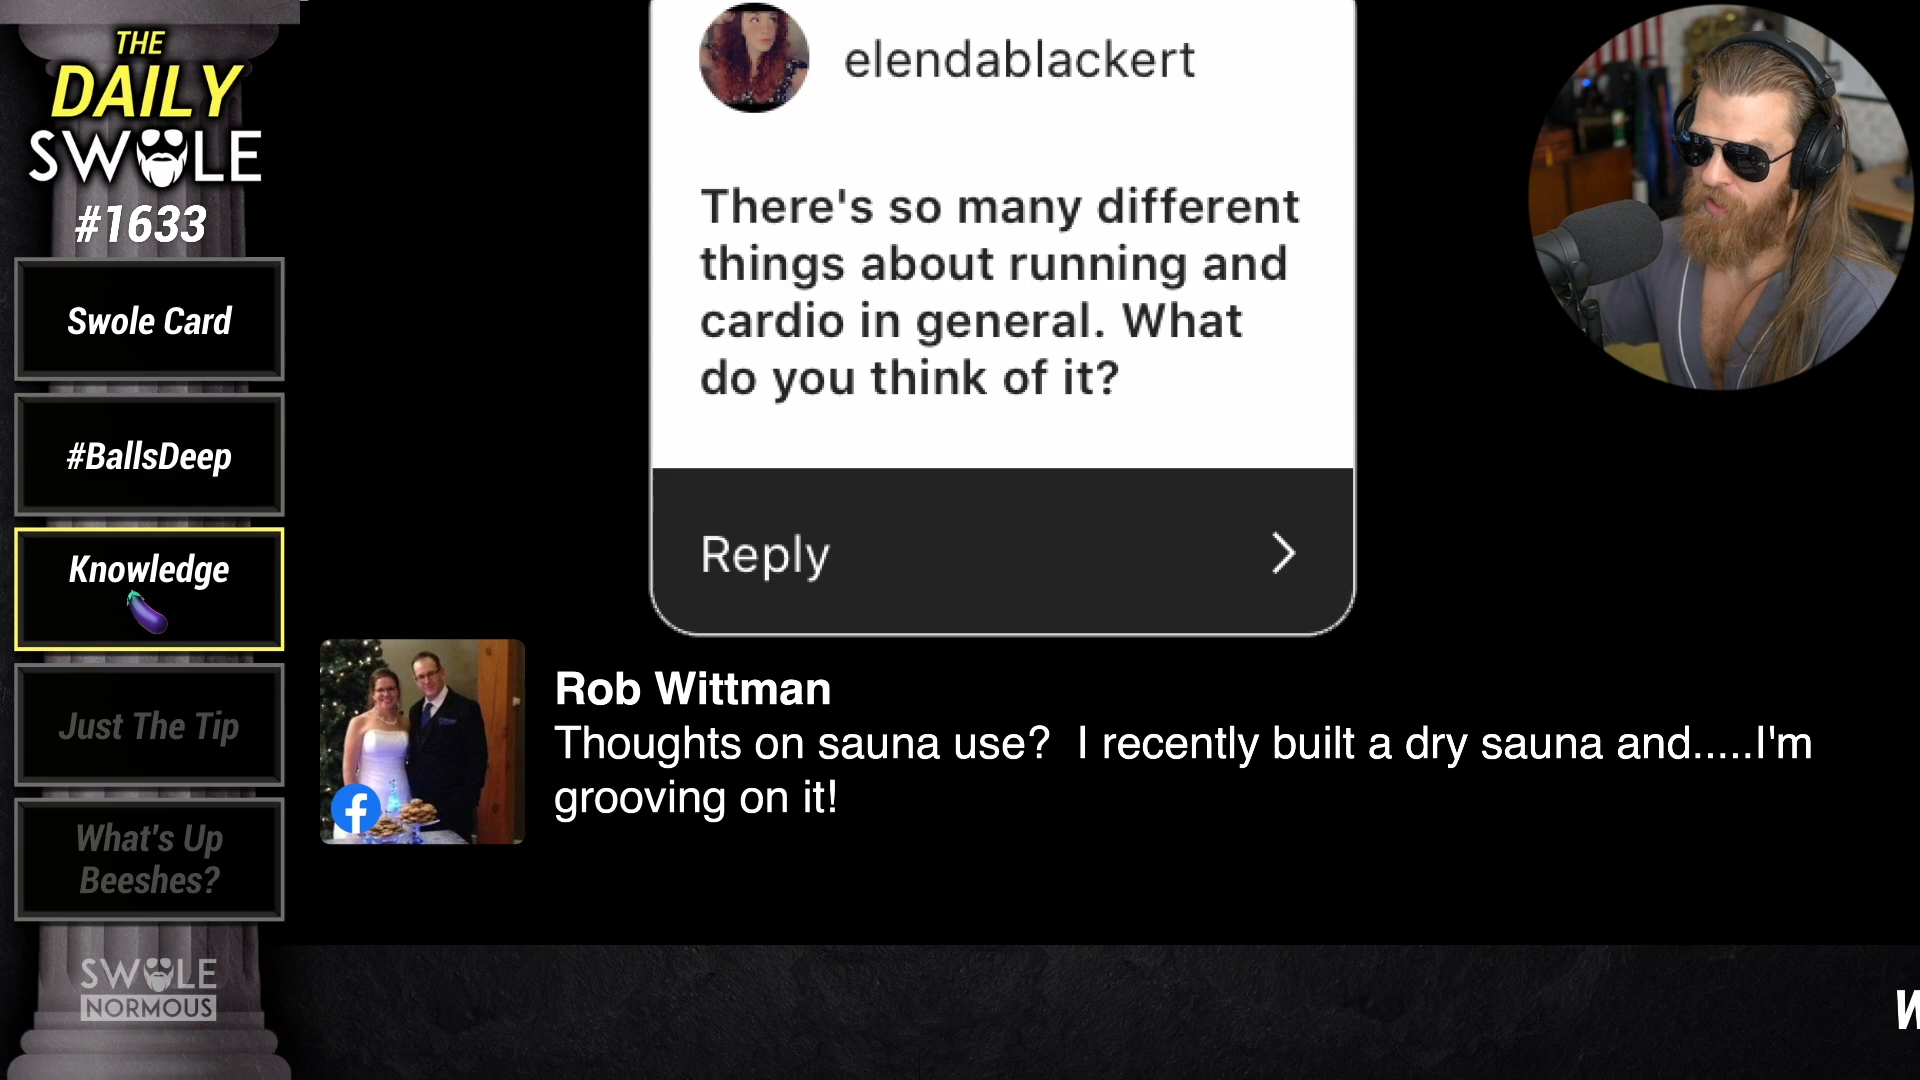 THE
DAILY
SWOLE
#1633
Swole Card
#BallsDeep
Knowledge
Just The Tip
What's Up
Beeshes?
SWOLE
NORMOUS
elendablackert
There's so many different
things about running and
cardio in general. What
do you think of it?
Reply
Rob Wittman
Thoughts on sauna use?  I recently built a dry sauna and.....I'm
grooving on it!